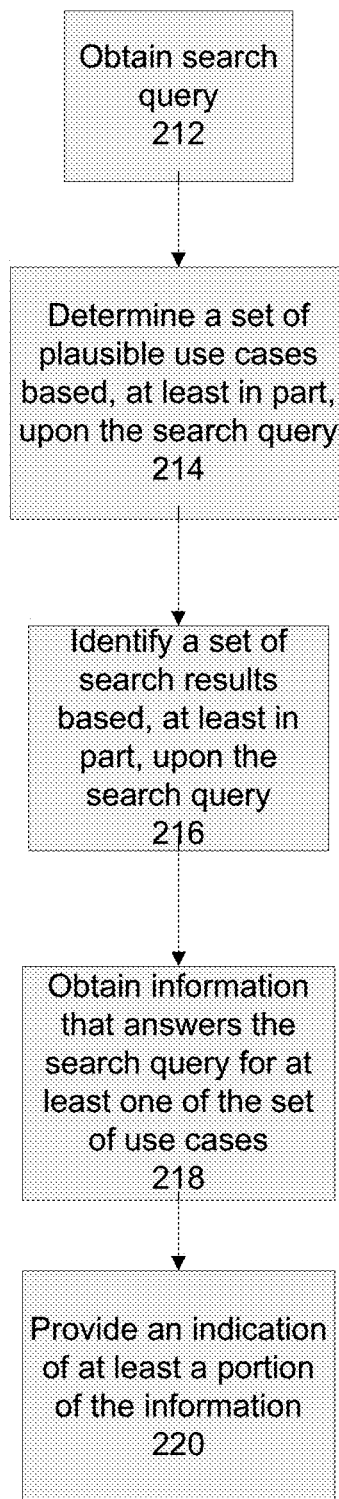 Obtain search
query
212
Determine a set of
plausible use cases
based, at least in part,
upon the search query
214
Identify a set of
search results
based, at least in
part, upon the
search query
216
Obtain information
that answers the
search query for at
least one of the set
of use cases
218
Provide an indication
of at least a portion
of the information
220